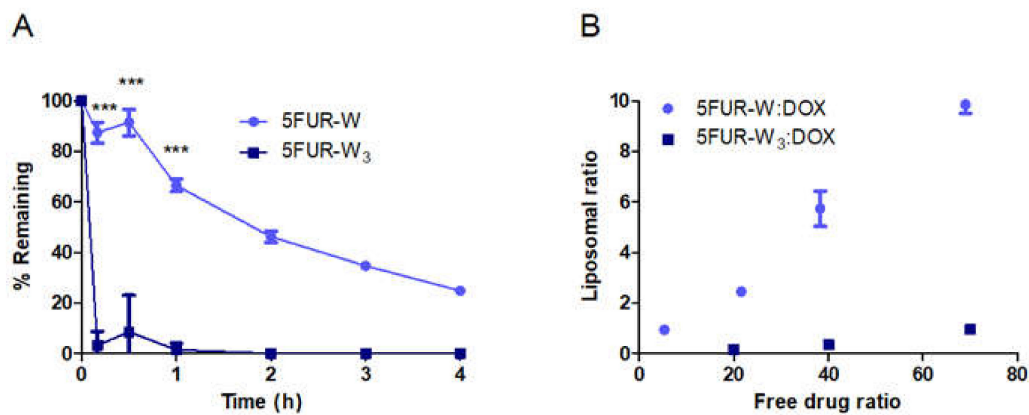 A
% Remaining
100
80
60
40
20
0
***
***
***
5FUR-W
5FUR-W₃
0 1 2 3 4
Time (h)
B
Liposomal ratio
10
8
6
4
2
0
5FUR-W:DOX
5FUR-W₃:DOX
0 20 40 60 80
Free drug ratio